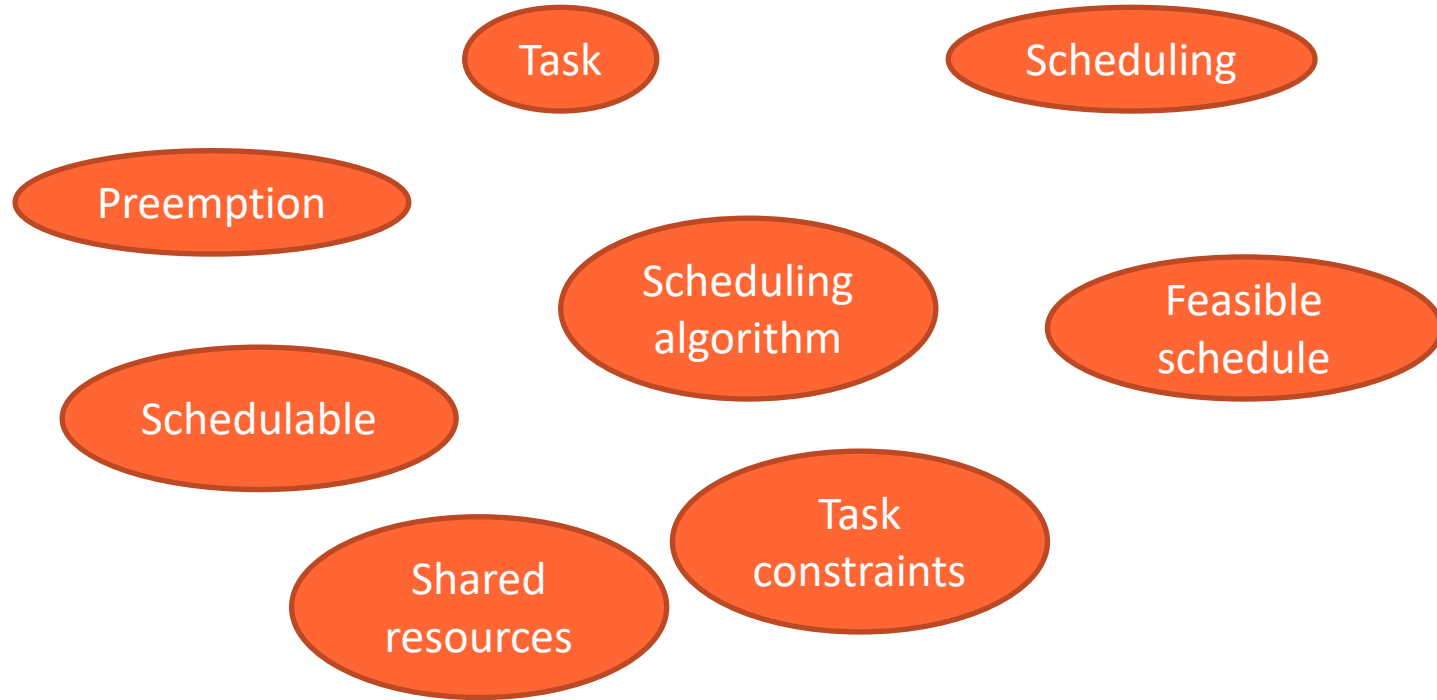 Task
Scheduling
Preemption
Scheduling
algorithm
Feasible
schedule
Schedulable
Task
constraints
Shared
resources